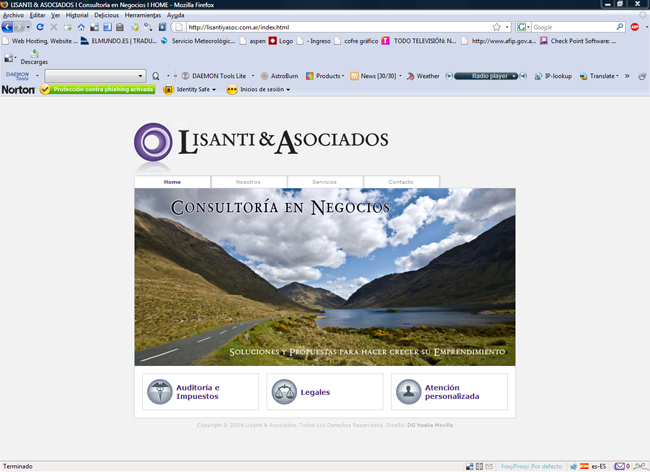 LISANTI & ASOCIADOS I Consultoría en Negocios I HOME - Mozilla Firefox
Archivo Editar Ver Historial Delicious Herramientas Ayuda
http://lisantiyasoc.com.ar/index.html
Google
Web Hosting, Website ... ELMUNDO.ES | TRADU... Servicio Meteorológic... aspen Logo - Ingreso cofre gráfico TODO TELEVISIÓN: N... http://www.afip.gov.a... Check Point Software: ...
Descargas
DAEMON Tools
DAEMON Tools Lite AstroBurn Products News [30/30] Weather Radio player IP-lookup Translate
Norton Protección contra phishing activada Identity Safe Inicios de sesión
LISANTI & ASOCIADOS
Home Nosotros Servicios Contacto
CONSULTORÍA EN NEGOCIOS
SOLUCIONES Y PROPUESTAS PARA HACER CRECER SU EMPRENDIMIENTO
Auditoría e
Impuestos
Legales
Atención
personalizada
Copyright © 2009 Lisanti & Asociados. Todos Los Derechos Reservados. Diseño: DG Noelia Movilla
Terminado
FoxyProxy: Por defecto es-ES 0